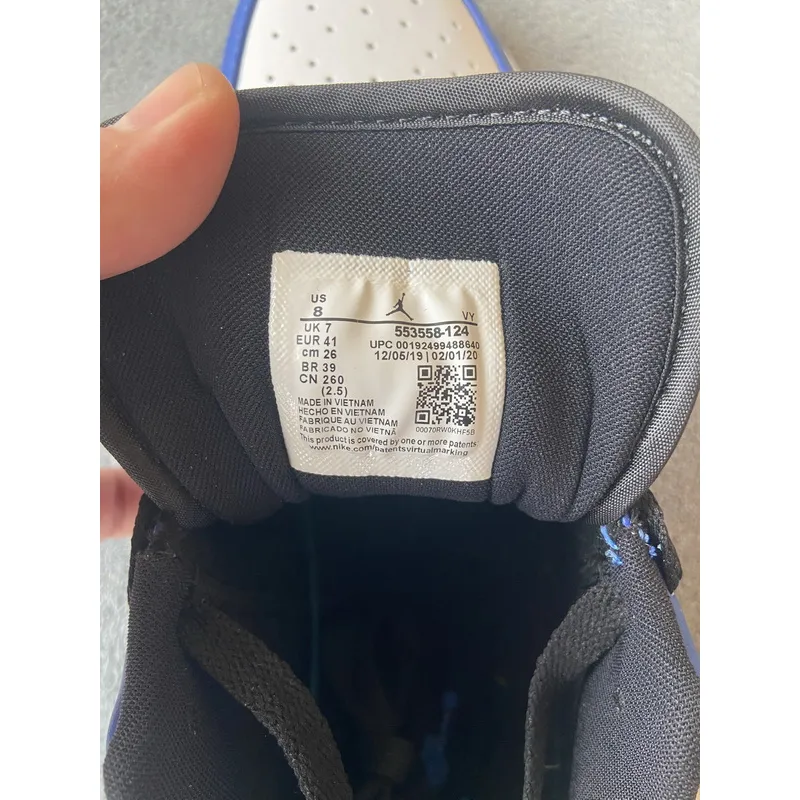 US
8
VY
UK 7
553558-124
EUR 41
UPC 00192499488640
cm 26
12/05/19 | 02/01/20
BR 39
CN 260
(2.5)
MADE IN VIETNAM
HECHO EN VIETNAM
FABRIQUE AU VIETNAM
FABRICADO NO VIETNÃ
00070RW0KHF5B
This product is covered by one or more patents
www.nike.com/patentsvirtualmarking